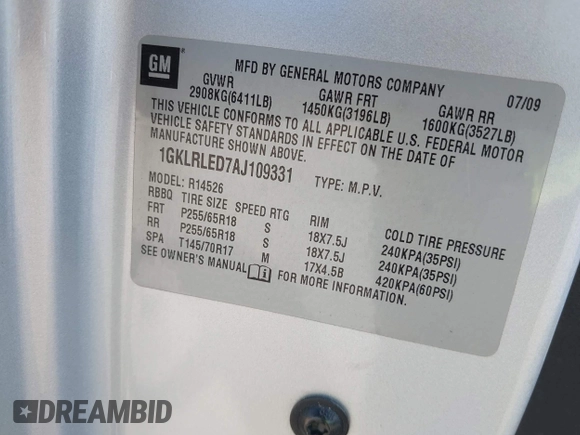 GM
MFD BY GENERAL MOTORS COMPANY 07/09
GVWR GAWR FRT GAWR RR
2908KG(6411LB) 1450KG(3196LB) 1600KG(3527LB)
THIS VEHICLE CONFORMS TO ALL APPLICABLE U.S. FEDERAL MOTOR
VEHICLE SAFETY STANDARDS IN EFFECT ON THE DATE OF
MANUFACTURE SHOWN ABOVE.
1GKLRLED7AJ109331 TYPE: M.P.V.
MODEL: R14526
RBBQ TIRE SIZE SPEED RTG RIM COLD TIRE PRESSURE
FRT P255/65R18 S 18X7.5J 240KPA(35PSI)
RR P255/65R18 S 18X7.5J 240KPA(35PSI)
SPA T145/70R17 M 17X4.5B 420KPA(60PSI)
SEE OWNER'S MANUAL FOR MORE INFORMATION.
DREAMBID